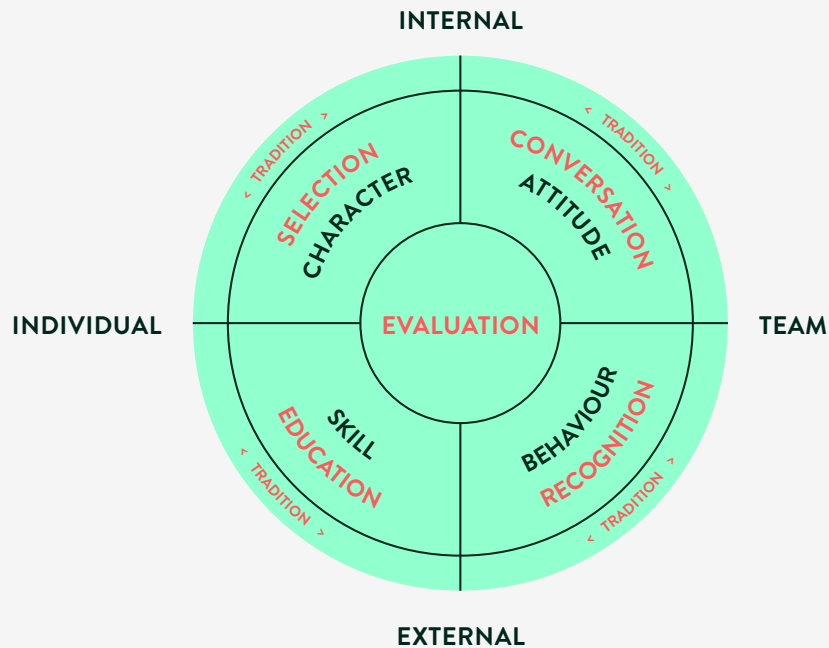 INTERNAL
< TRADITION >
< TRADITION >
SELECTION
CHARACTER
CONVERSATION
ATTITUDE
INDIVIDUAL
EVALUATION
TEAM
SKILL
EDUCATION
BEHAVIOUR
RECOGNITION
< TRADITION >
< TRADITION >
EXTERNAL